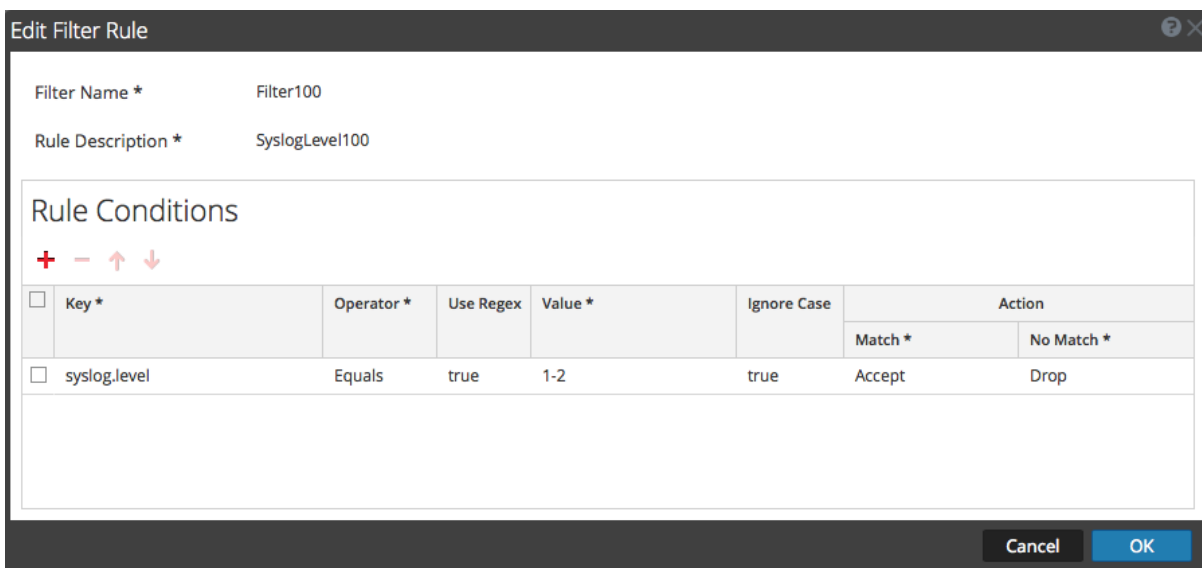 Edit Filter Rule
Filter Name * Filter100
Rule Description * SyslogLevel100
Rule Conditions
Key * Operator * Use Regex Value * Ignore Case Action
Match * No Match *
syslog.level Equals true 1-2 true Accept Drop
Cancel OK